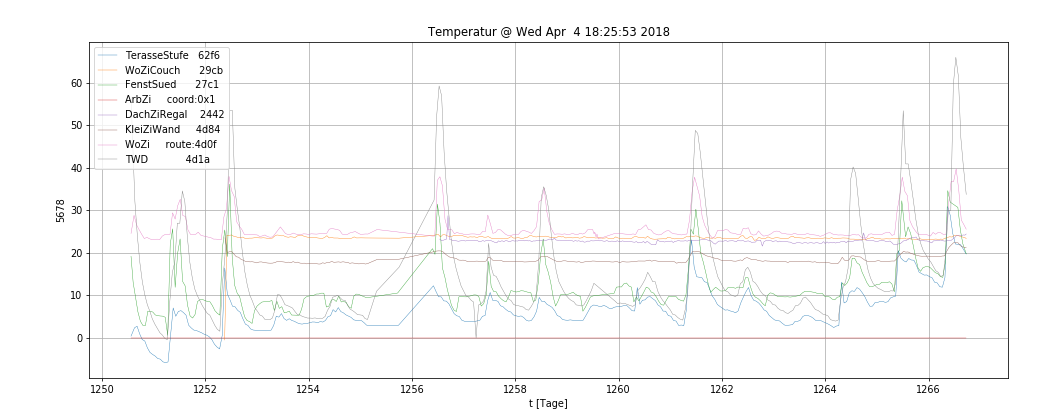 Temperatur @ Wed Apr  4 18:25:53 2018
TerasseStufe   62f6
WoZiCouch      29cb
FenstSued      27c1
ArbZi     coord:0x1
DachZiRegal    2442
KleiZiWand     4d84
WoZi     route:4d0f
TWD            4d1a
60
50
40
30
20
10
0
5678
1250 1252 1254 1256 1258 1260 1262 1264 1266
t [Tage]